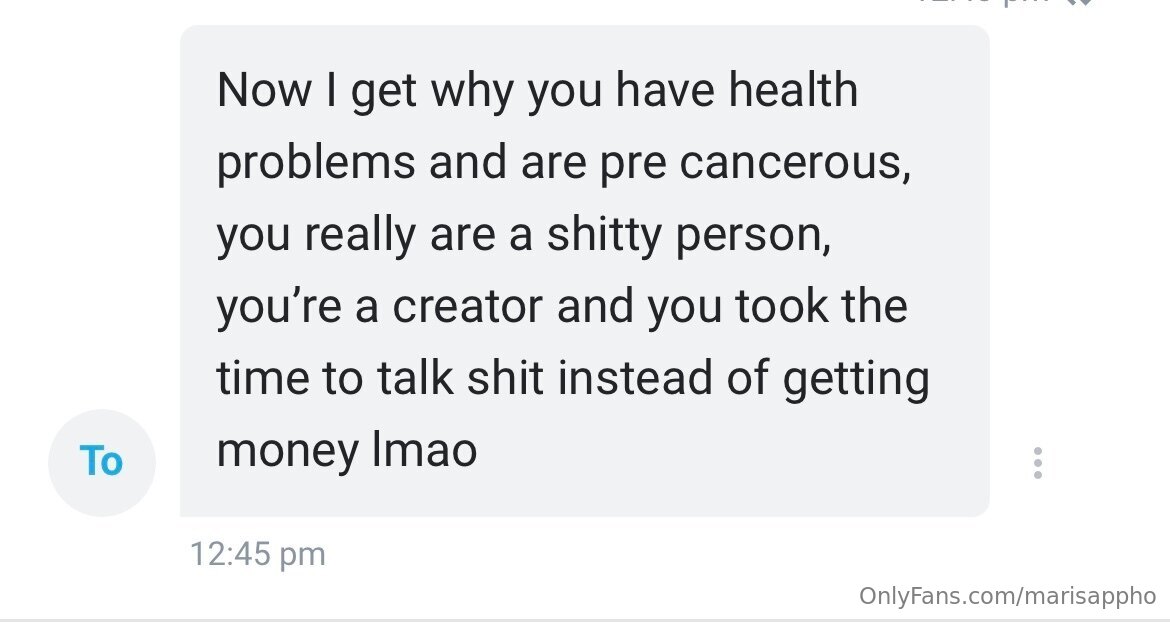 Now I get why you have health
problems and are pre cancerous,
you really are a shitty person,
you’re a creator and you took the
time to talk shit instead of getting
money lmao
To
12:45 pm
OnlyFans.com/marisappho